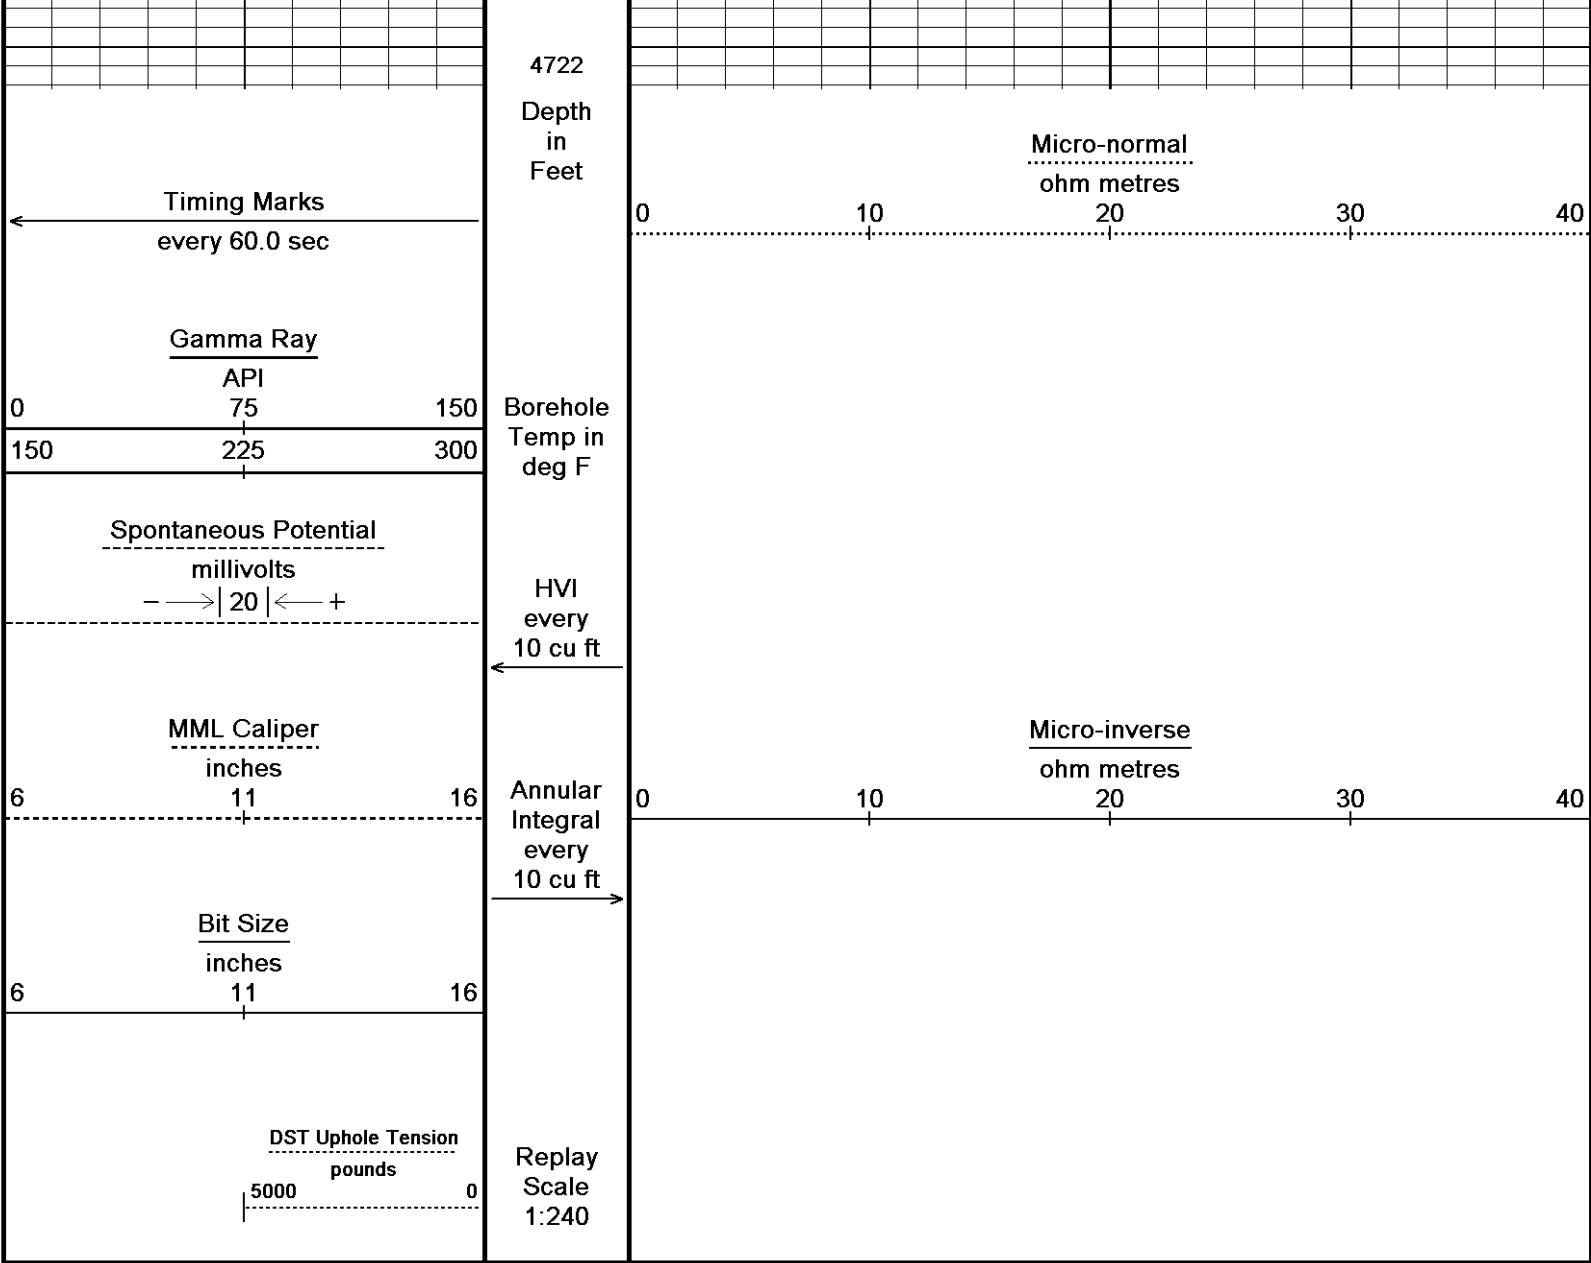 Timing Marks
every 60.0 sec
Gamma Ray
API
0 75 150
150 225 300
Spontaneous Potential
millivolts
− 20 +
MML Caliper
inches
6 11 16
Bit Size
inches
6 11 16
DST Uphole Tension
pounds
5000 0
4722
Depth
in
Feet
Borehole
Temp in
deg F
HVI
every
10 cu ft
Annular
Integral
every
10 cu ft
Replay
Scale
1:240
Micro-normal
ohm metres
0 10 20 30 40
Micro-inverse
ohm metres
0 10 20 30 40